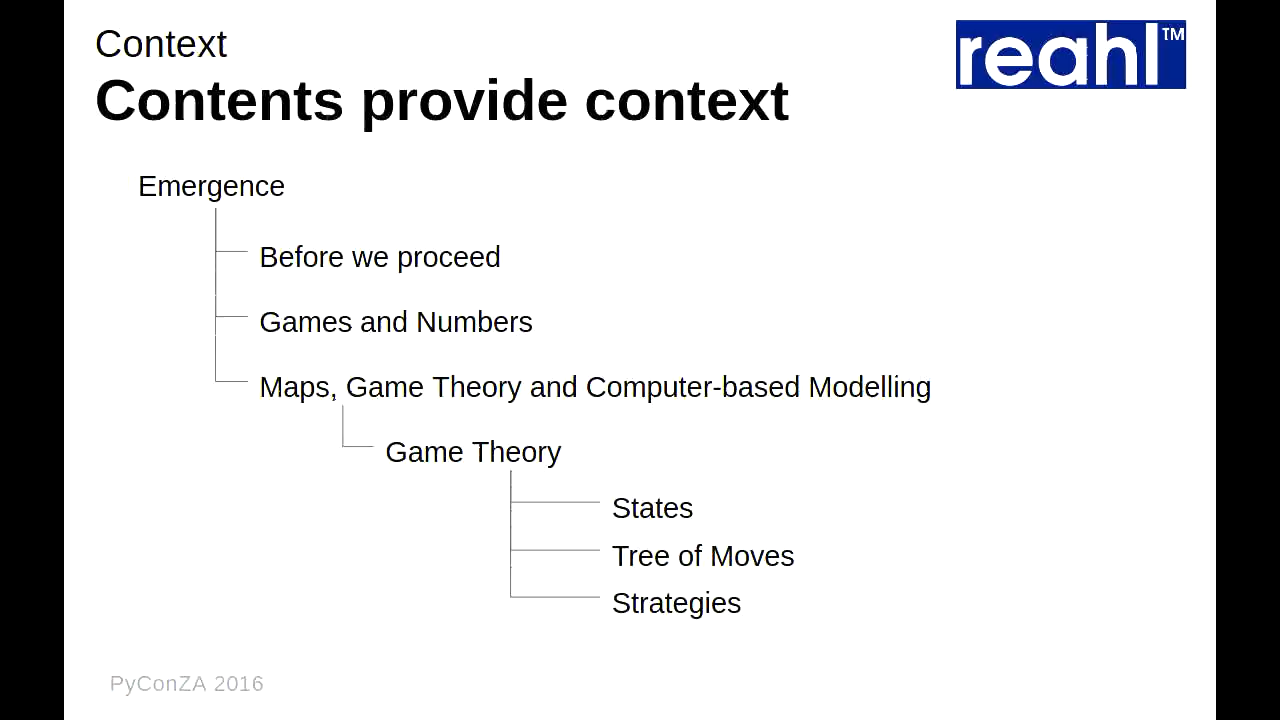 Context
reahl™
Contents provide context
Emergence
Before we proceed
Games and Numbers
Maps, Game Theory and Computer-based Modelling
Game Theory
States
Tree of Moves
Strategies
PyConZA 2016